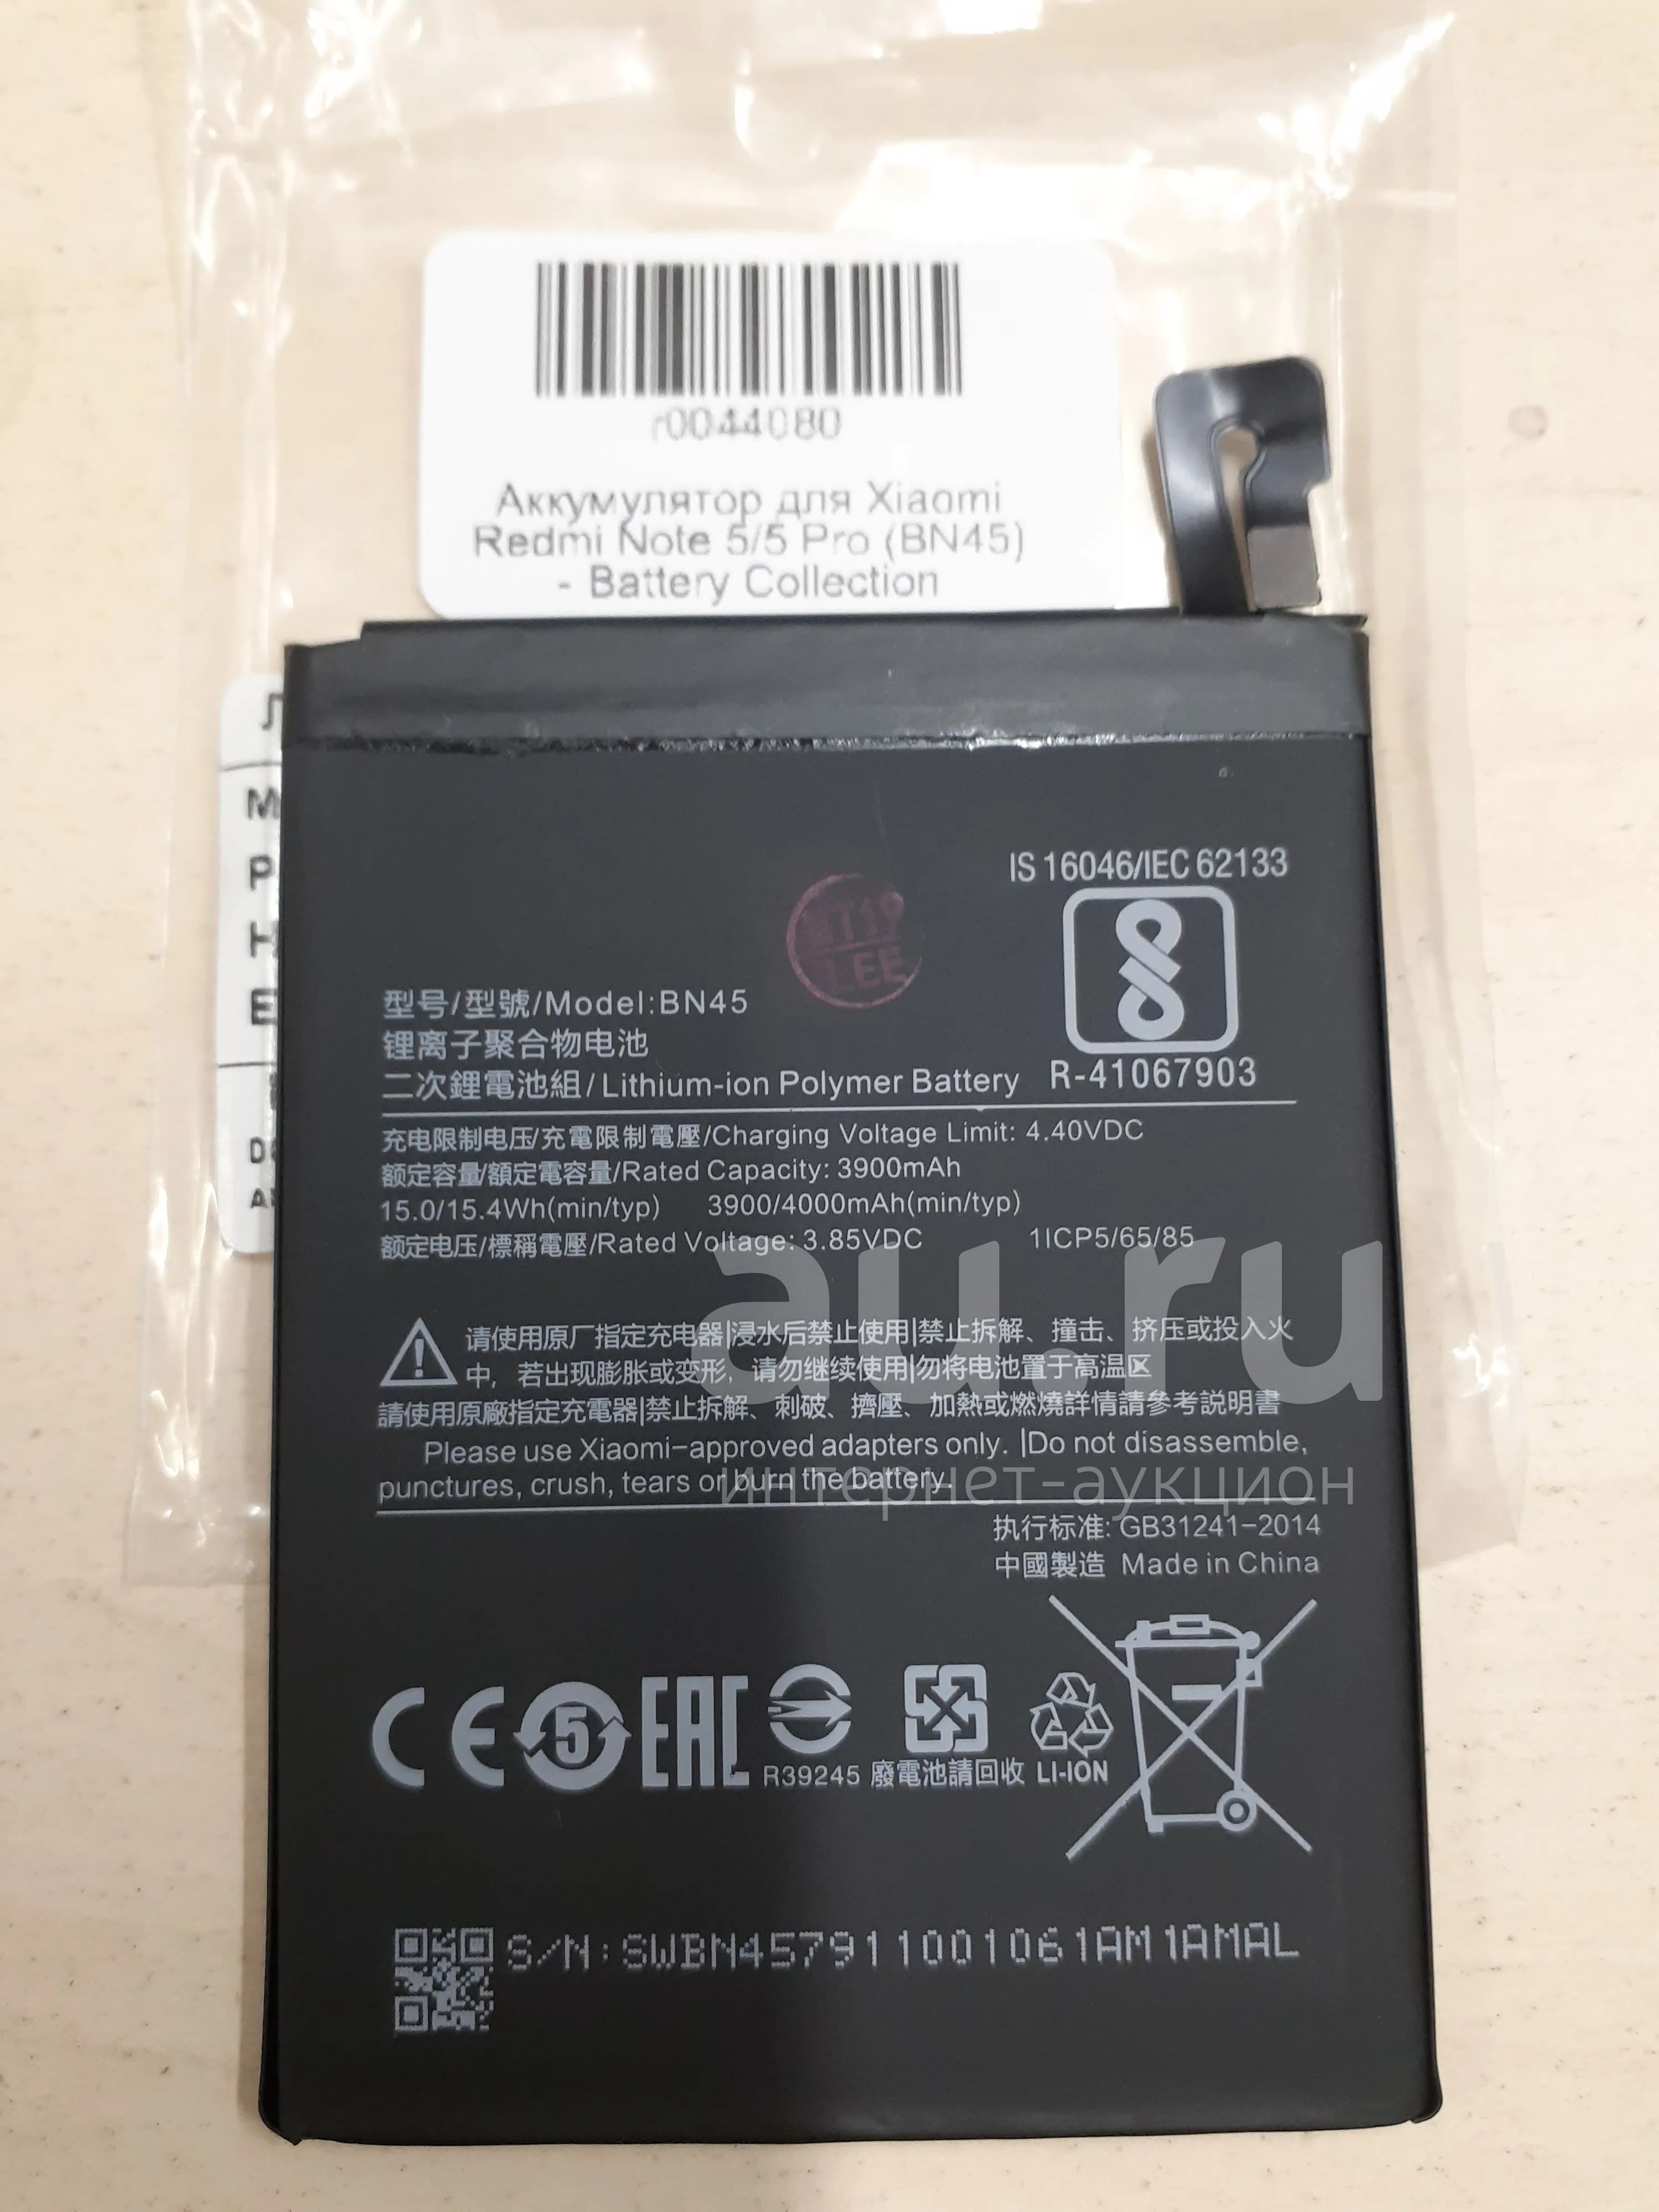 r0044080
Аккумулятор для Xiaomi
Redmi Note 5/5 Pro (BN45)
- Battery Collection
IS 16046/IEC 62133
MT19
LEE
型号/型號/Model:BN45
锂离子聚合物电池
二次鋰電池組/Lithium-ion Polymer Battery
R-41067903
充电限制电压/充電限制電壓/Charging Voltage Limit: 4.40VDC
额定容量/額定電容量/Rated Capacity: 3900mAh
15.0/15.4Wh(min/typ) 3900/4000mAh(min/typ)
额定电压/標稱電壓/Rated Voltage: 3.85VDC 1ICP5/65/85
au.ru
请使用原厂指定充电器|浸水后禁止使用|禁止拆解、撞击、挤压或投入火
中，若出现膨胀或变形，请勿继续使用|勿将电池置于高温区
請使用原廠指定充電器|禁止拆解、刺破、擠壓、加熱或燃燒詳情請參考説明書
Please use Xiaomi-approved adapters only. |Do not disassemble,
punctures, crush, tears or burn the battery.
интернет-аукцион
执行标准: GB31241-2014
中國製造 Made in China
CE 5 EAC
R39245 廢電池請回收 LI-ION
S/N: SWBN457911001061AM1AMAL